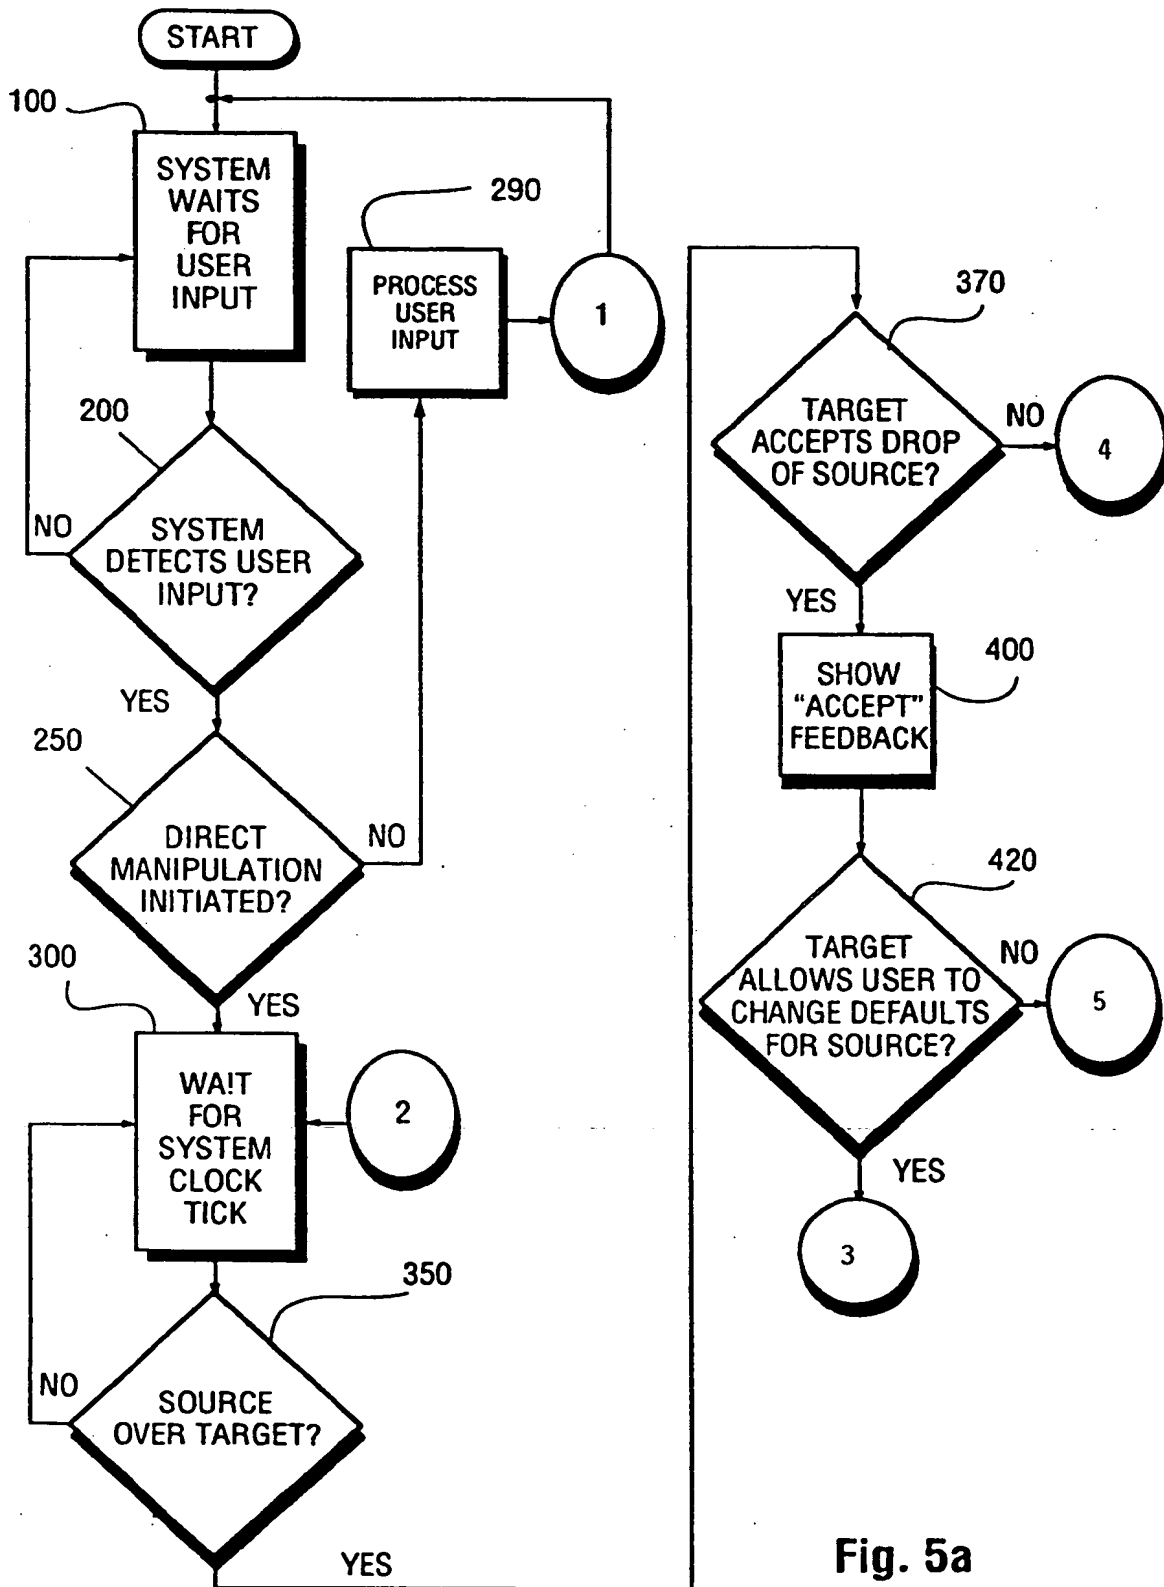 START
100
SYSTEM
WAITS
FOR
USER
INPUT
290
PROCESS
USER
INPUT
1
200
NO
SYSTEM
DETECTS USER
INPUT?
YES
250
DIRECT
MANIPULATION
INITIATED?
NO
300
YES
WAIT
FOR
SYSTEM
CLOCK
TICK
2
350
NO
SOURCE
OVER TARGET?
YES
370
TARGET
ACCEPTS DROP
OF SOURCE?
NO
4
YES
400
SHOW
“ACCEPT”
FEEDBACK
420
TARGET
ALLOWS USER TO
CHANGE DEFAULTS
FOR SOURCE?
NO
5
YES
3
Fig. 5a